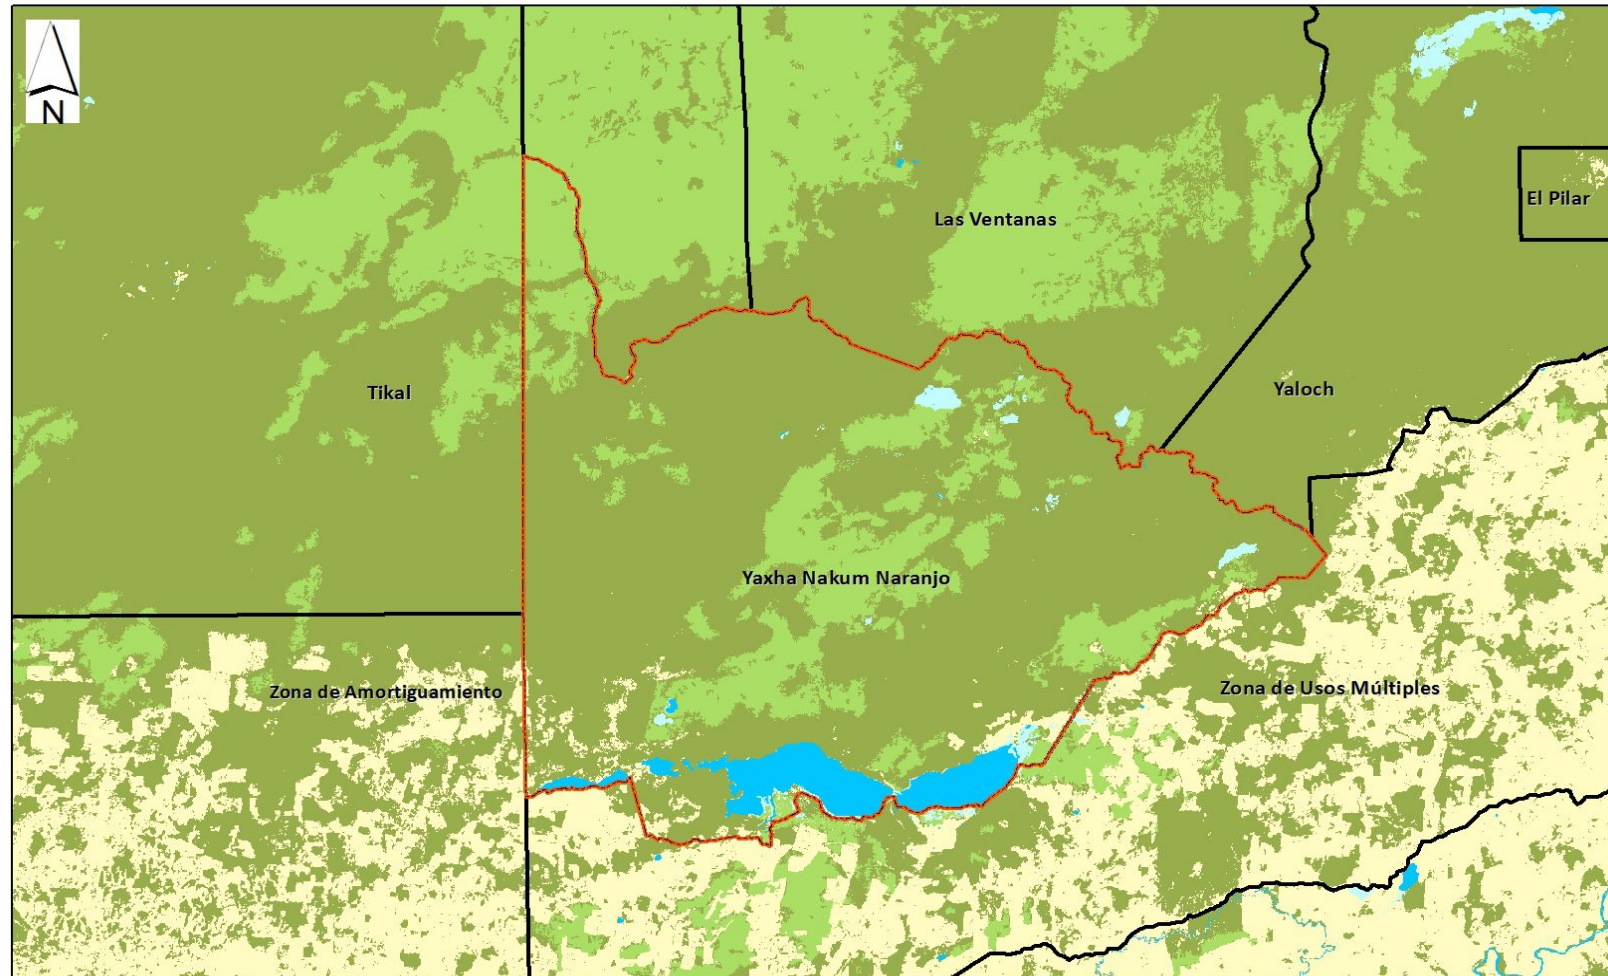 N
El Pilar
Las Ventanas
Tikal
Yaloch
Yaxha Nakum Naranjo
Zona de Amortiguamiento
Zona de Usos Múltiples